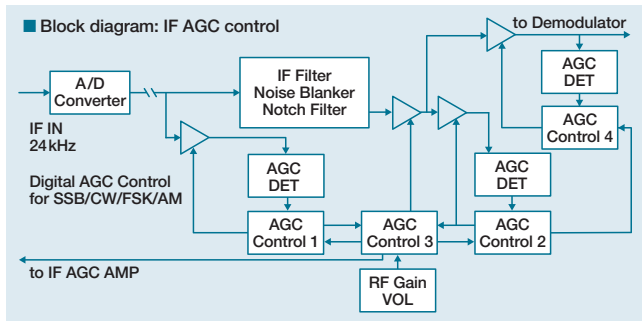 ■ Block diagram: IF AGC control
to Demodulator
A/D
Converter
IF Filter
Noise Blanker
Notch Filter
AGC
DET
IF IN
24kHz
AGC
Control 4
Digital AGC Control
for SSB/CW/FSK/AM
AGC
DET
AGC
DET
AGC
Control 1
AGC
Control 3
AGC
Control 2
to IF AGC AMP
RF Gain
VOL